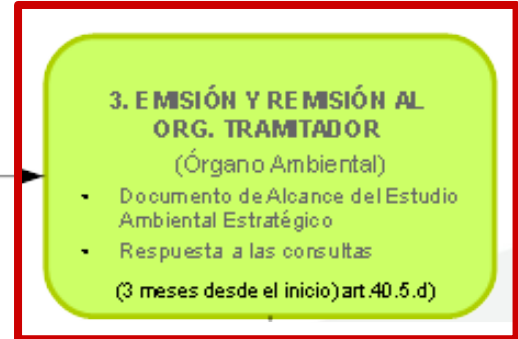 3. EMISIÓN Y REMISIÓN AL
ORG. TRAMITADOR
(Órgano Ambiental)
- Documento de Alcance del Estudio
Ambiental Estratégico
- Respuesta a las consultas
(3 meses desde el inicio) art.40.5.d)